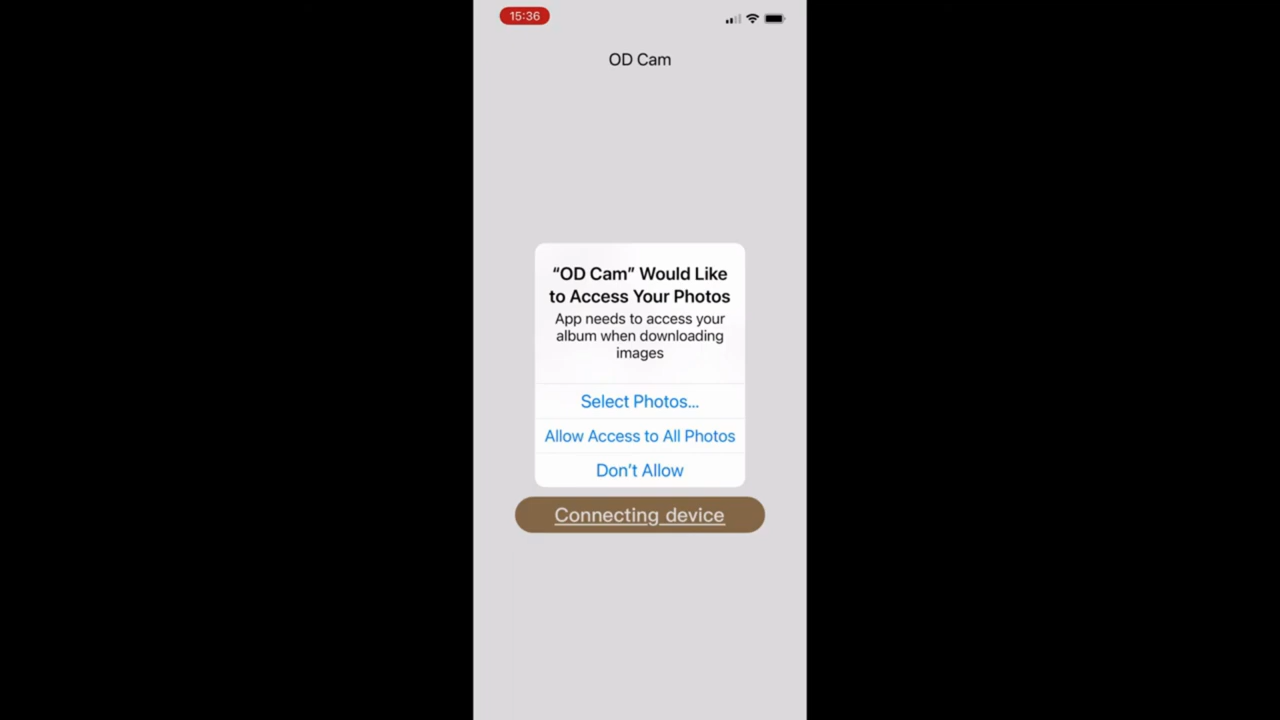 15:36
OD Cam
“OD Cam” Would Like
to Access Your Photos
App needs to access your
album when downloading
images
Select Photos...
Allow Access to All Photos
Don’t Allow
Connecting device